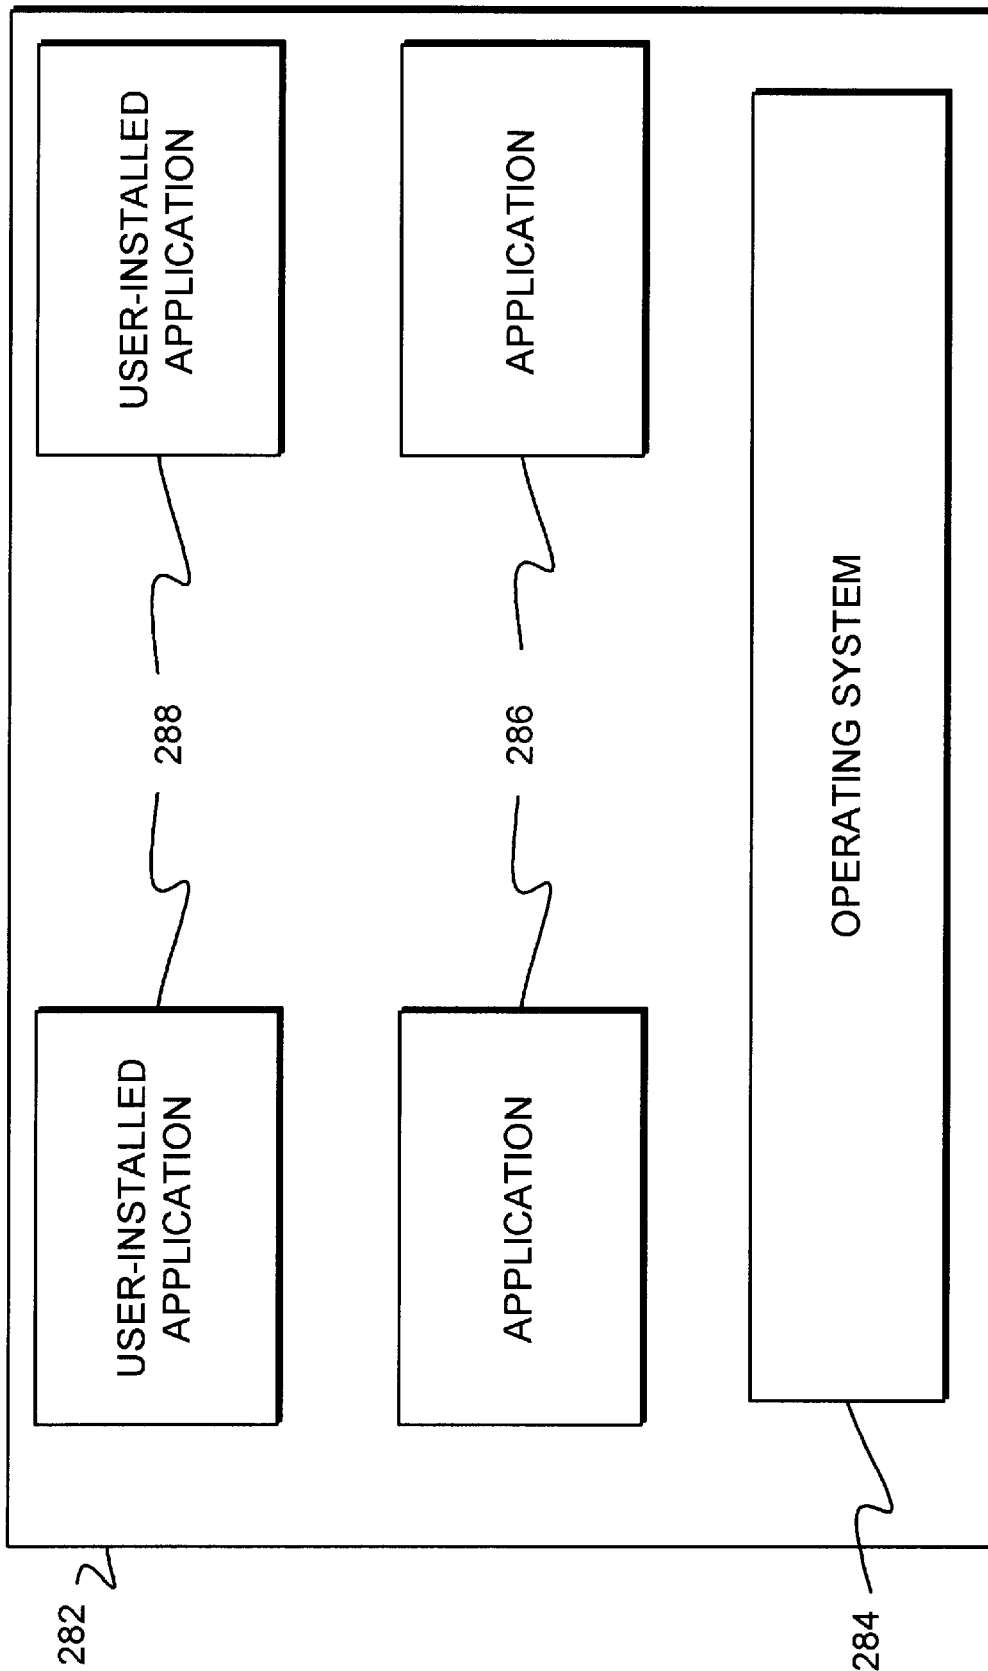 282
USER-INSTALLED
APPLICATION
288
USER-INSTALLED
APPLICATION
APPLICATION
286
APPLICATION
284
OPERATING SYSTEM